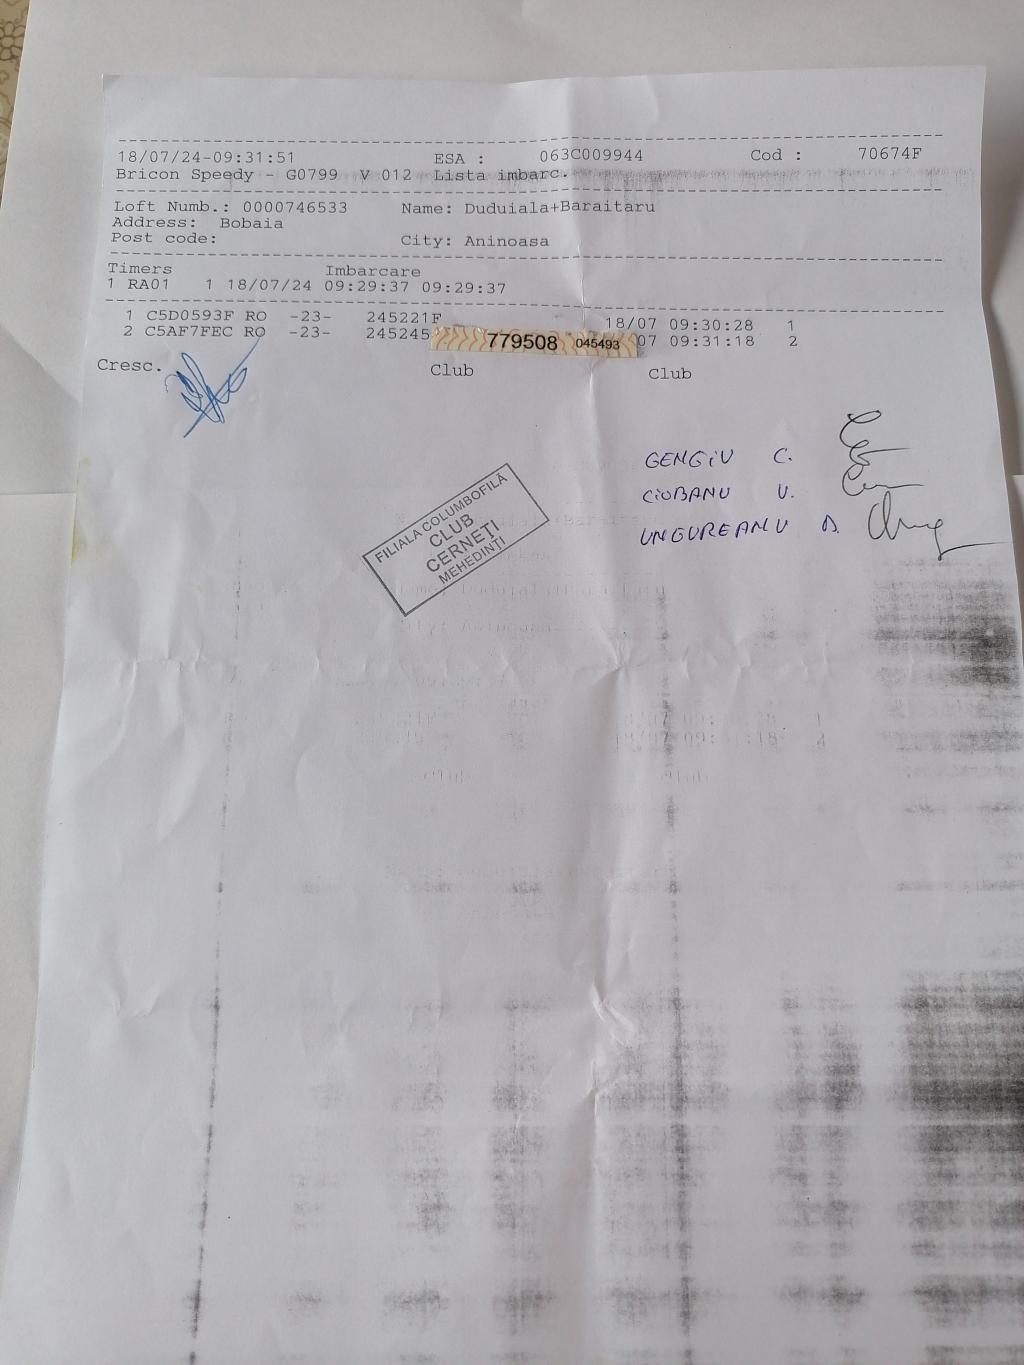 18/07/24-09:31:51 ESA : 063C009944 Cod : 70674F
Bricon Speedy - G0799 V 012 Lista imbarc.
Loft Numb.: 0000746533 Name: Duduiala+Baraitaru
Address: Bobaia
Post code: City: Aninoasa
Timers Imbarcare
1 RA01 1 18/07/24 09:29:37 09:29:37
1 C5D0593F RO -23- 245221F 18/07 09:30:28 1
2 C5AF7FEC RO -23- 245245 07 09:31:18 2
779508 045493
Cresc. Club Club
GENGIU C.
CIOBANU V.
UNGUREANU D.
FILIALA COLUMBOFILĂ
CLUB
CERNEȚI
MEHEDINȚI